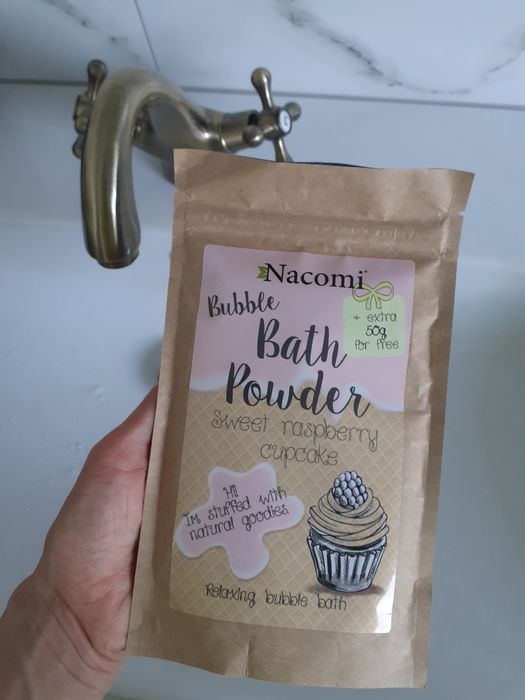 Nacomi®
Bubble
+ extra
50g
for free
Bath
Powder
Sweet raspberry
cupcake
Hi!
I'm stuffed with
natural goodies
Relaxing bubble bath